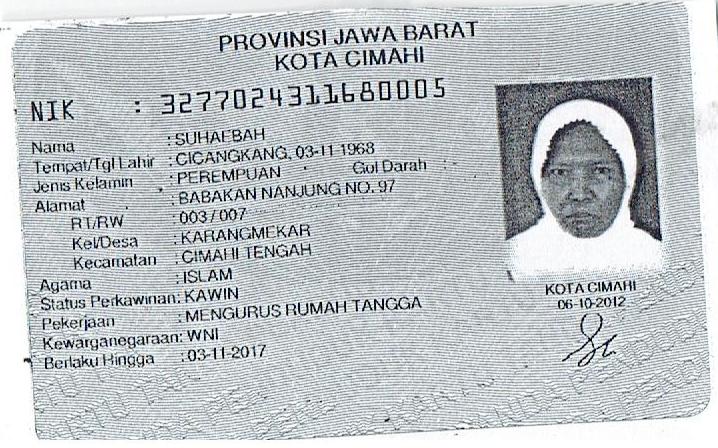 PROVINSI JAWA BARAT
KOTA CIMAHI
NIK : 3277024311680005
Nama : SUHAEBAH
Tempat/Tgl Lahir : CICANGKANG, 03-11 1968
Jenis Kelamin : PEREMPUAN Gol Darah : -
Alamat : BABAKAN NANJUNG NO. 97
RT/RW : 003 / 007
Kel/Desa : KARANGMEKAR
Kecamatan : CIMAHI TENGAH
Agama : ISLAM
Status Perkawinan: KAWIN
Pekerjaan : MENGURUS RUMAH TANGGA
Kewarganegaraan: WNI
Berlaku Hingga : 03-11-2017
KOTA CIMAHI
06-10-2012